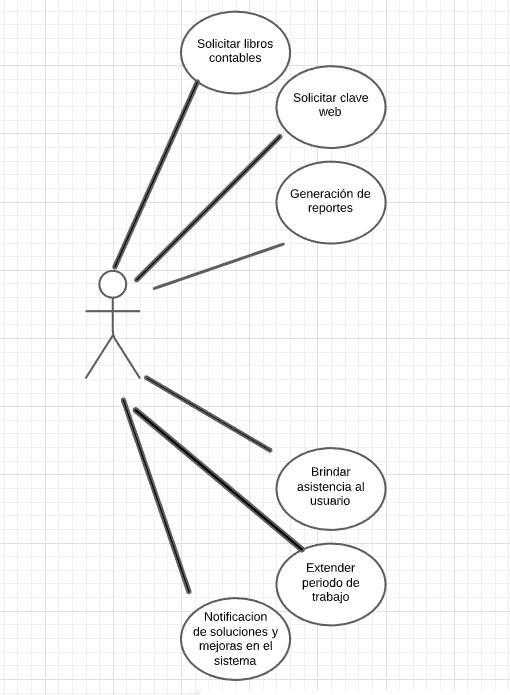 Solicitar libros
contables
Solicitar clave
web
Generación de
reportes
Brindar
asistencia al
usuario
Extender
periodo de
trabajo
Notificacion
de soluciones y
mejoras en el
sistema